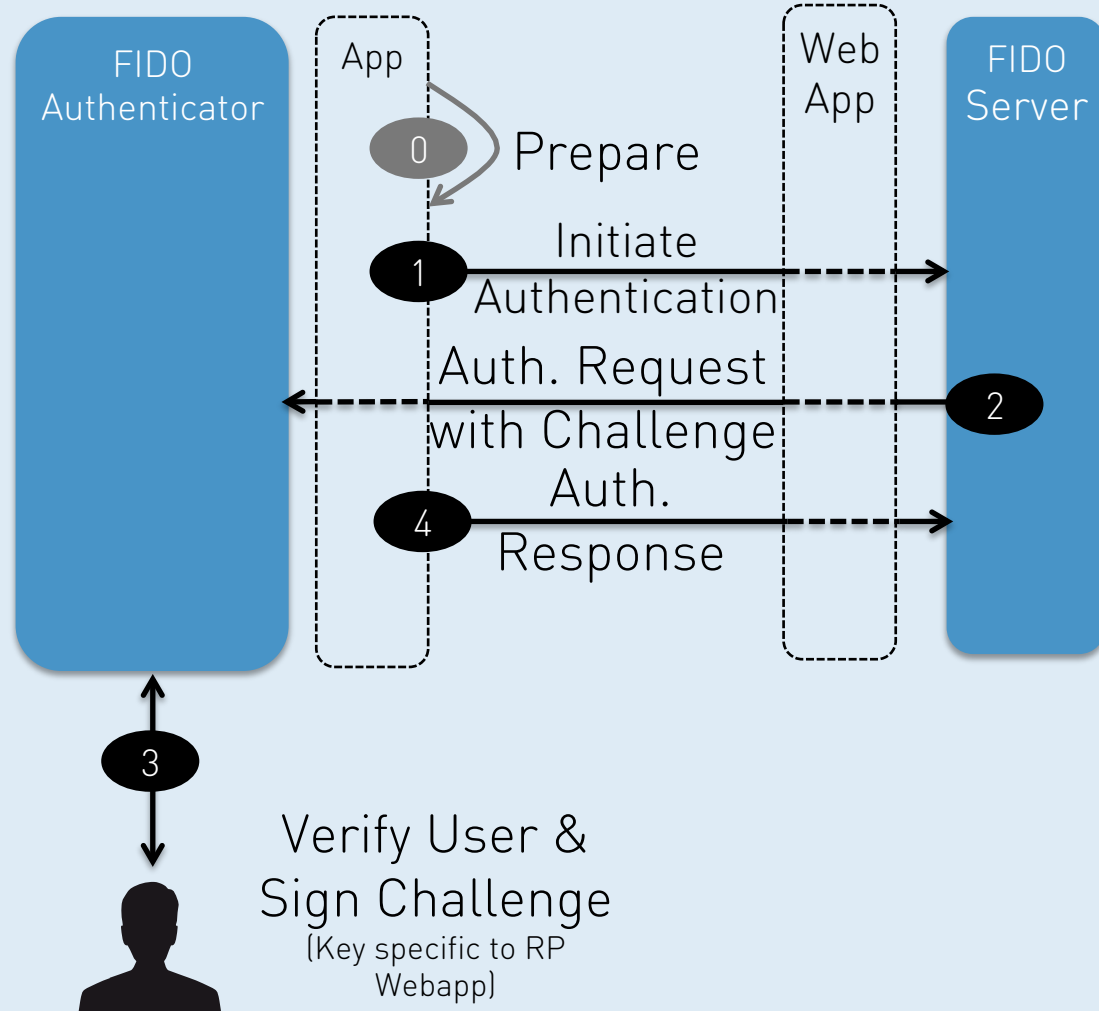 FIDO
Authenticator
App
Web
App
FIDO
Server
0
Prepare
1
Initiate
Authentication
Auth. Request
with Challenge
2
Auth.
4
Response
3
Verify User &
Sign Challenge
(Key specific to RP
Webapp)